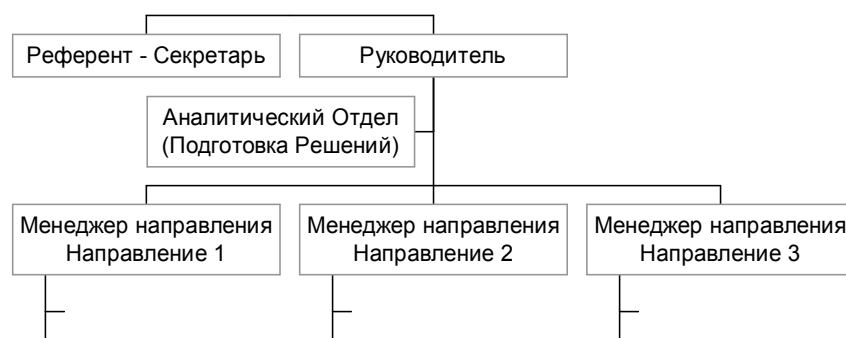 Референт - Секретарь
Руководитель
Аналитический Отдел
(Подготовка Решений)
Менеджер направления
Направление 1
Менеджер направления
Направление 2
Менеджер направления
Направление 3